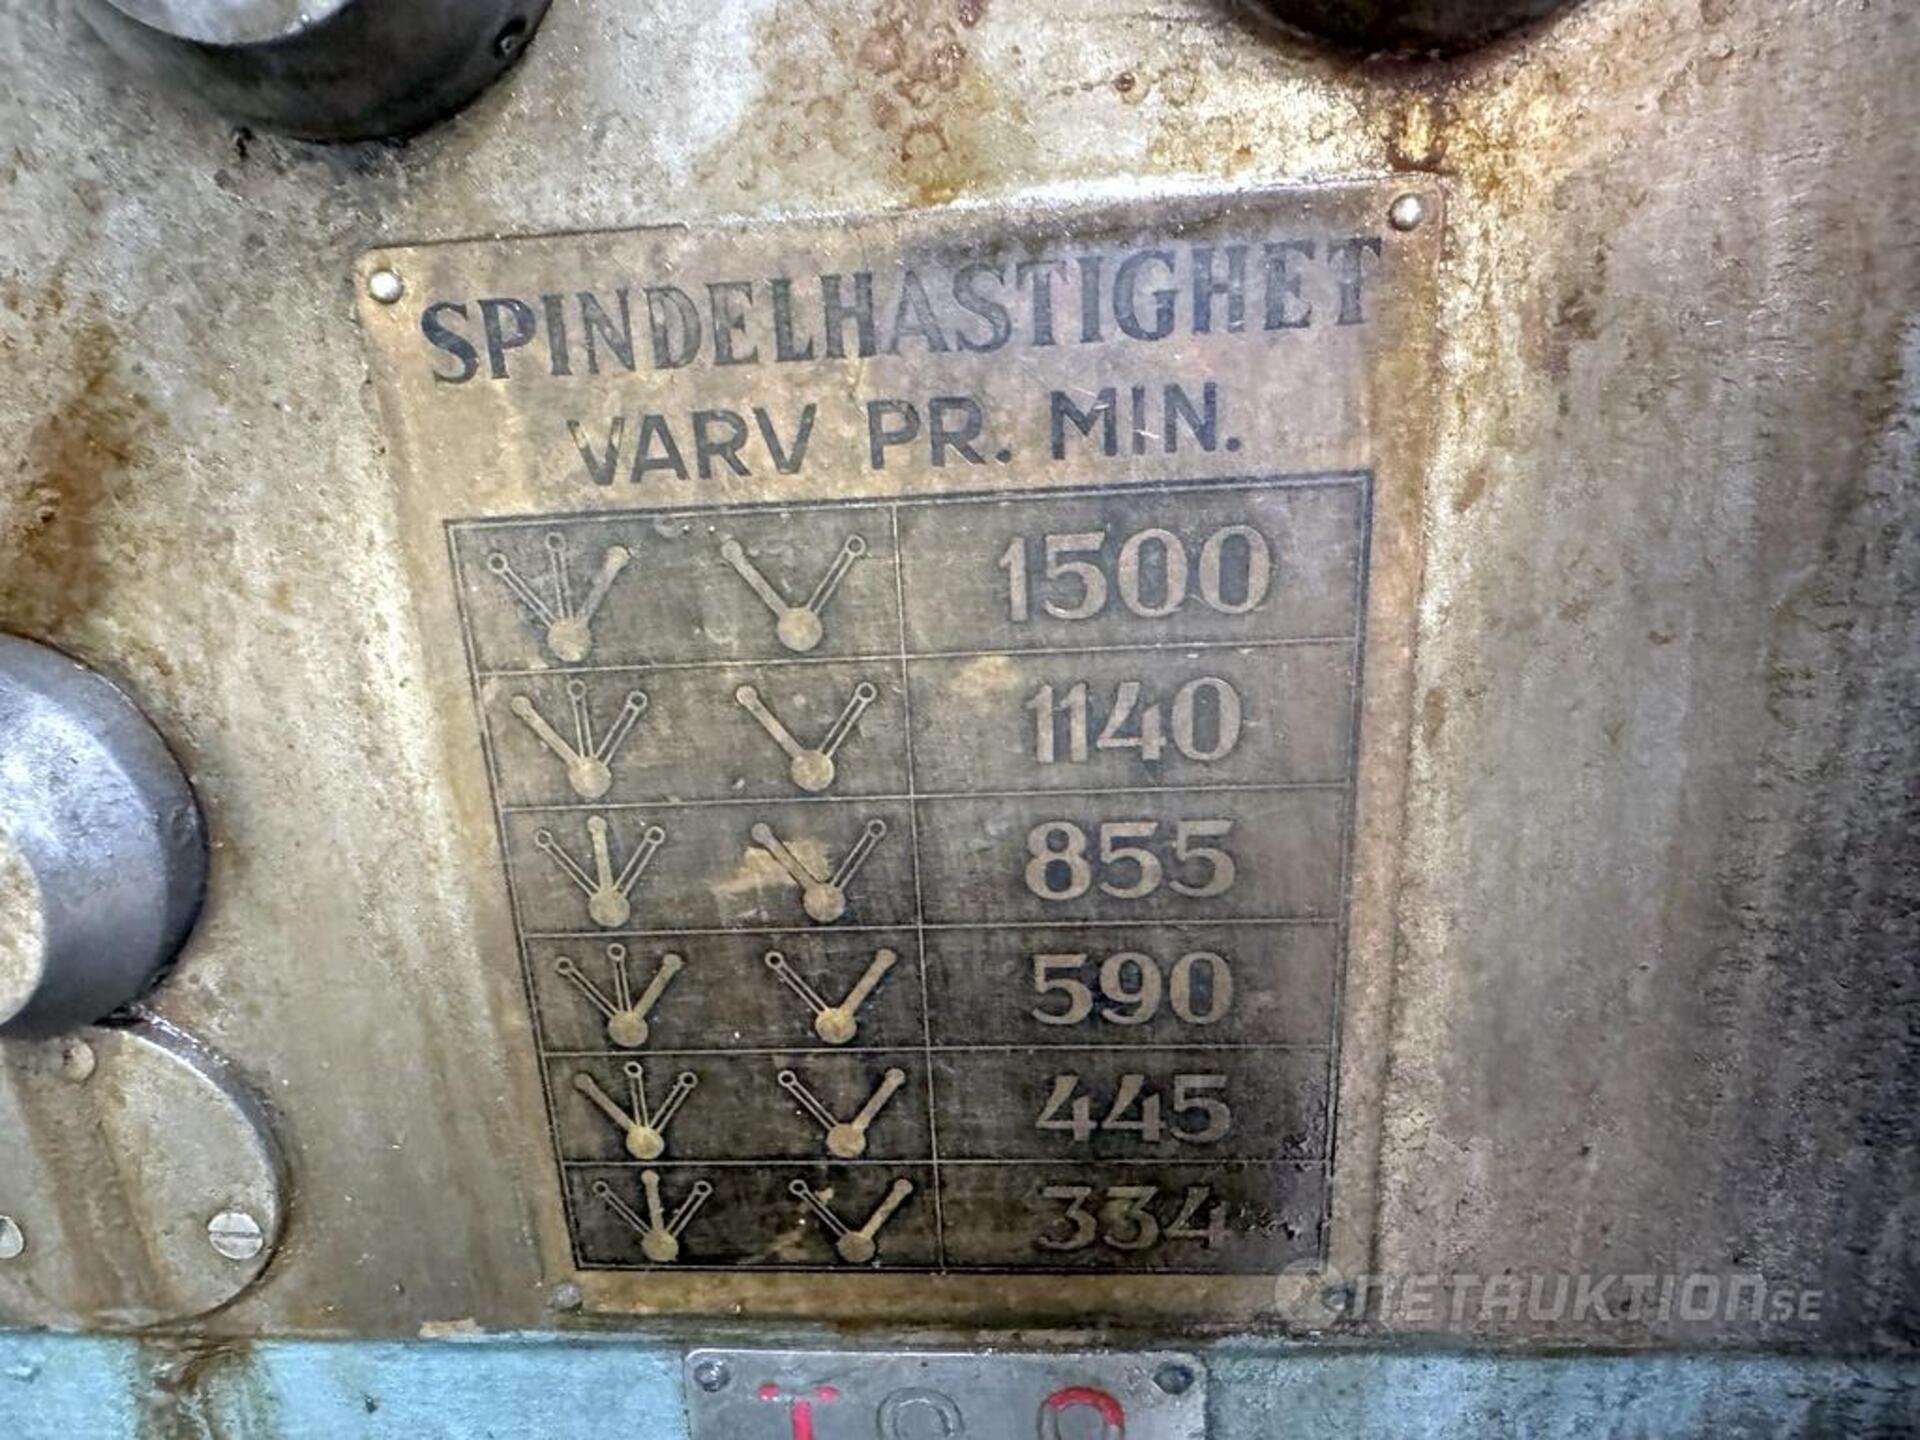 SPINDELHASTIGHET
VARV PR. MIN.
1500
1140
855
590
445
334
NETAUKTION.SE